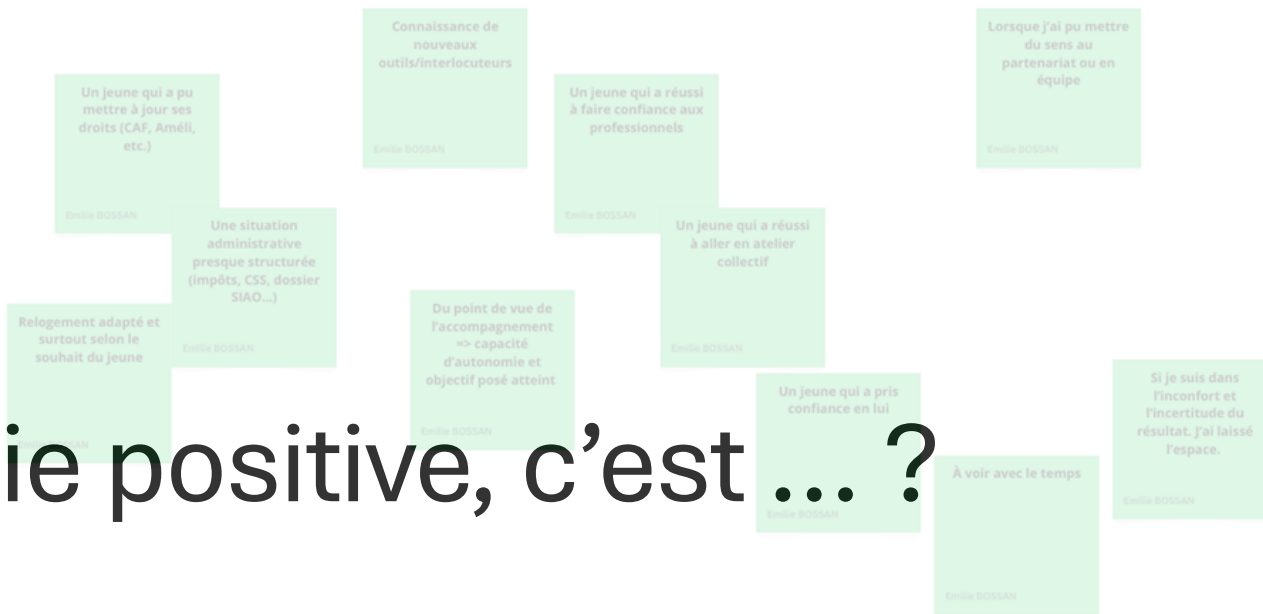 Connaissance de
nouveaux
outils/interlocuteurs
Emilie BOSSAN
Lorsque j'ai pu mettre
du sens au
partenariat ou en
équipe
Emilie BOSSAN
Un jeune qui a pu
mettre à jour ses
droits (CAF, Améli,
etc.)
Emilie BOSSAN
Un jeune qui a réussi
à faire confiance aux
professionnels
Emilie BOSSAN
Une situation
administrative
presque structurée
(impôts, CSS, dossier
SIAO...)
Emilie BOSSAN
Un jeune qui a réussi
à aller en atelier
collectif
Emilie BOSSAN
Relogement adapté et
surtout selon le
souhait du jeune
Emilie BOSSAN
Du point de vue de
l'accompagnement
=> capacité
d'autonomie et
objectif posé atteint
Emilie BOSSAN
Un jeune qui a pris
confiance en lui
Emilie BOSSAN
Si je suis dans
l'inconfort et
l'incertitude du
résultat. J'ai laissé
l'espace.
Emilie BOSSAN
ie positive, c'est ... ?
À voir avec le temps
Emilie BOSSAN